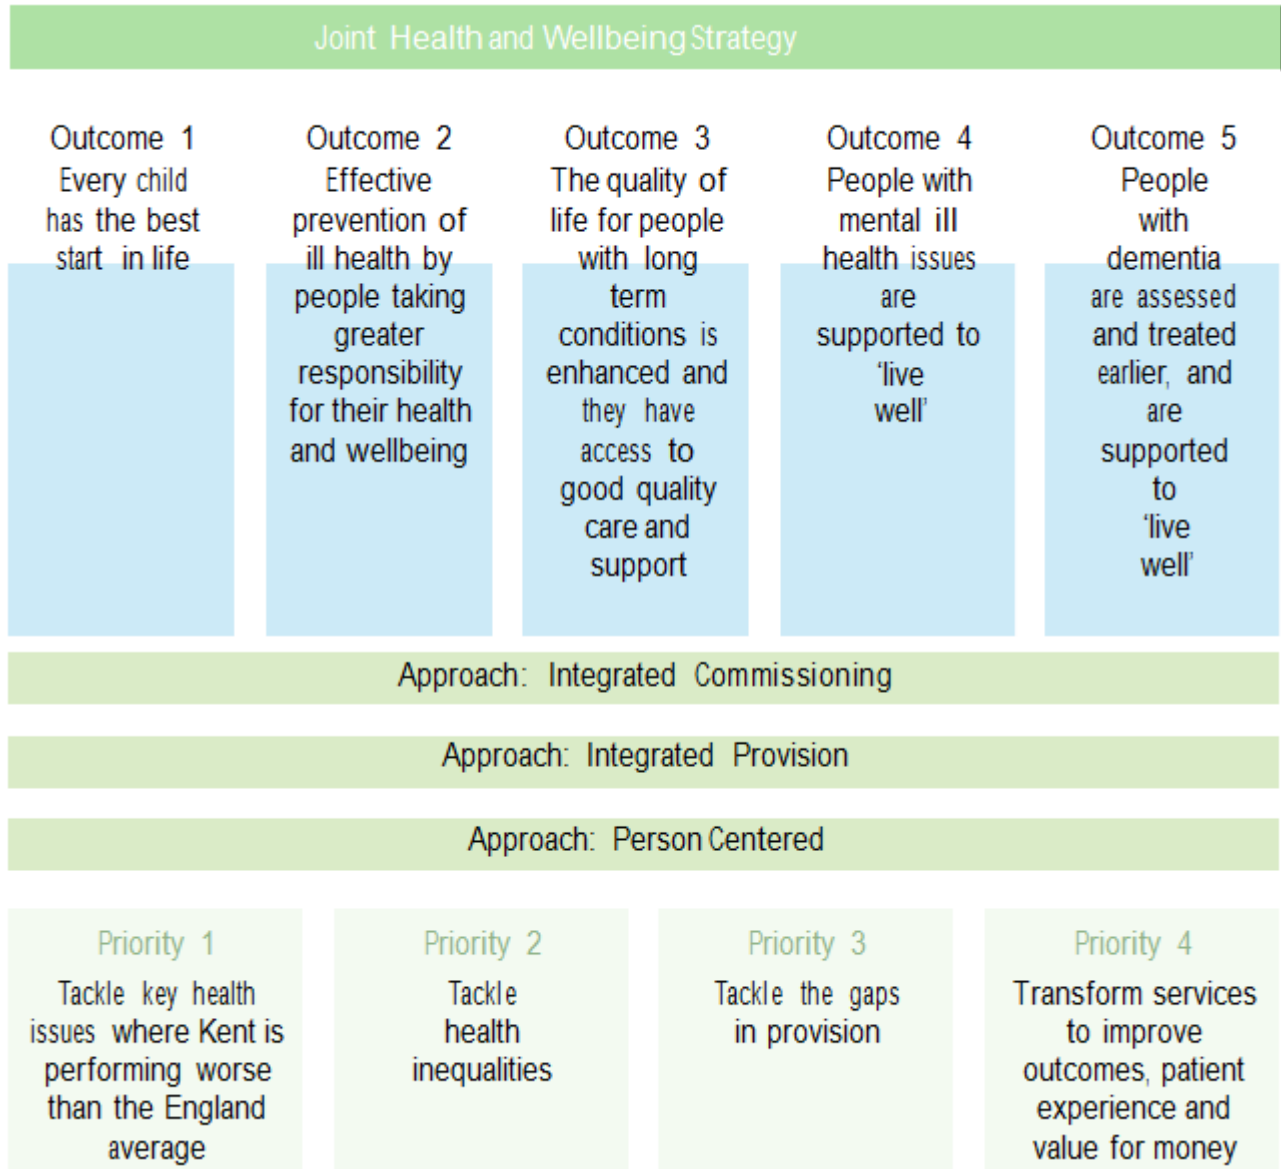 Joint Health and Wellbeing Strategy
Outcome 1
Every child
has the best
start in life
Outcome 2
Effective
prevention of
ill health by
people taking
greater
responsibility
for their health
and wellbeing
Outcome 3
The quality of
life for people
with long
term
conditions is
enhanced and
they have
access to
good quality
care and
support
Outcome 4
People with
mental ill
health issues
are
supported to
‘live
well’
Outcome 5
People
with
dementia
are assessed
and treated
earlier, and
are
supported
to
‘live
well’
Approach: Integrated Commissioning
Approach: Integrated Provision
Approach: Person Centered
Priority 1
Tackle key health
issues where Kent is
performing worse
than the England
average
Priority 2
Tackle
health
inequalities
Priority 3
Tackle the gaps
in provision
Priority 4
Transform services
to improve
outcomes, patient
experience and
value for money